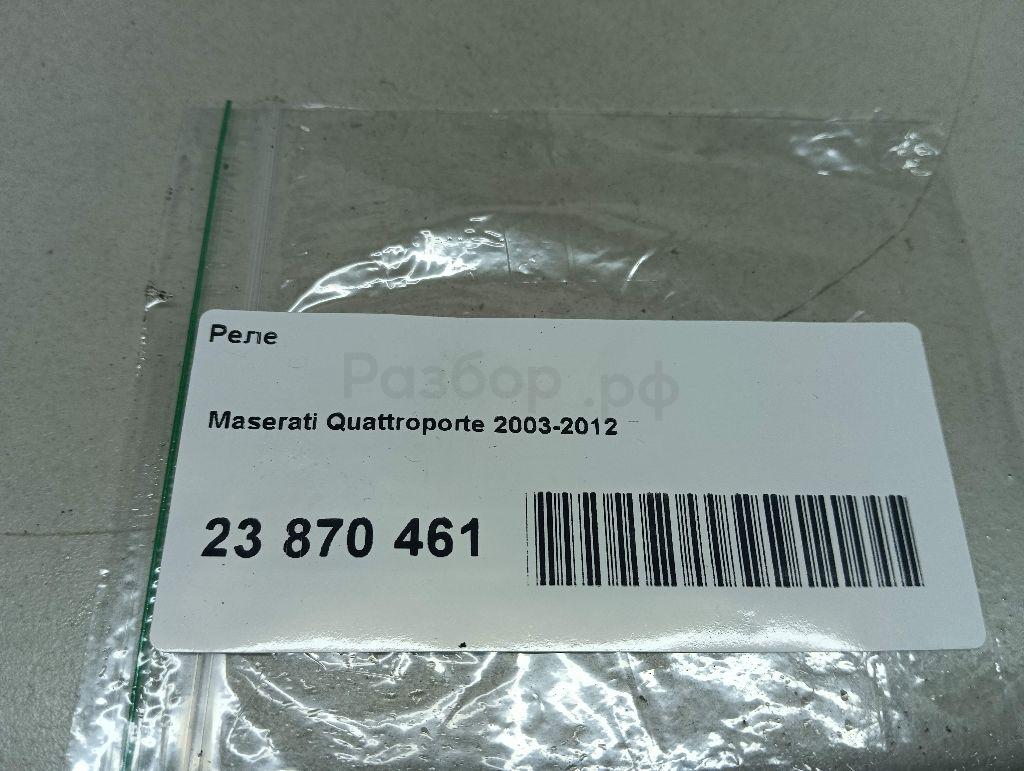 Реле
Разбор.рф
Maserati Quattroporte 2003-2012
23 870 461